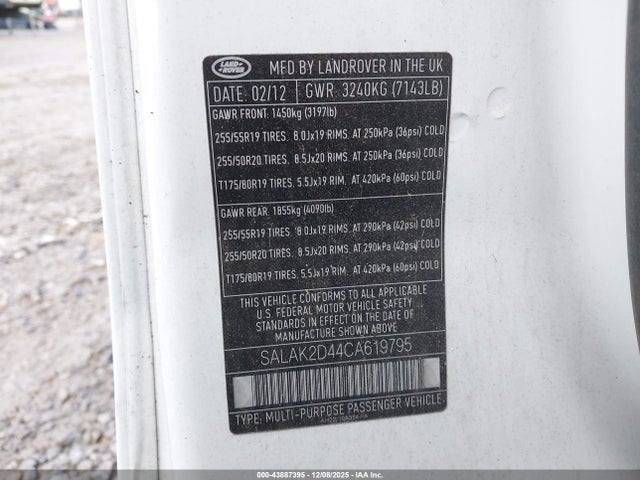 LAND ROVER
MFD BY LANDROVER IN THE UK
DATE: 02/12 GWR: 3240KG (7143LB)
GAWR FRONT: 1450kg (3197lb)
255/55R19 TIRES. 8.0Jx19 RIMS. AT 250kPa (36psi) COLD
255/50R20 TIRES. 8.5Jx20 RIMS. AT 250kPa (36psi) COLD
T175/80R19 TIRES. 5.5Jx19 RIM. AT 420kPa (60psi) COLD
GAWR REAR. 1855kg (4090lb)
255/55R19 TIRES. 8.0Jx19 RIMS. AT 290kPa (42psi) COLD
255/50R20 TIRES. 8.5Jx20 RIMS. AT 290kPa (42psi) COLD
T175/80R19 TIRES. 5.5Jx19 RIM. AT 420kPa (60psi) COLD
THIS VEHICLE CONFORMS TO ALL APPLICABLE
U.S. FEDERAL MOTOR VEHICLE SAFETY
STANDARDS IN EFFECT ON THE DATE OF
MANUFACTURE SHOWN ABOVE.
SALAK2D44CA619795
TYPE: MULTI-PURPOSE PASSENGER VEHICLE
000-43887395 - 12/08/2025 - IAAI, Inc.